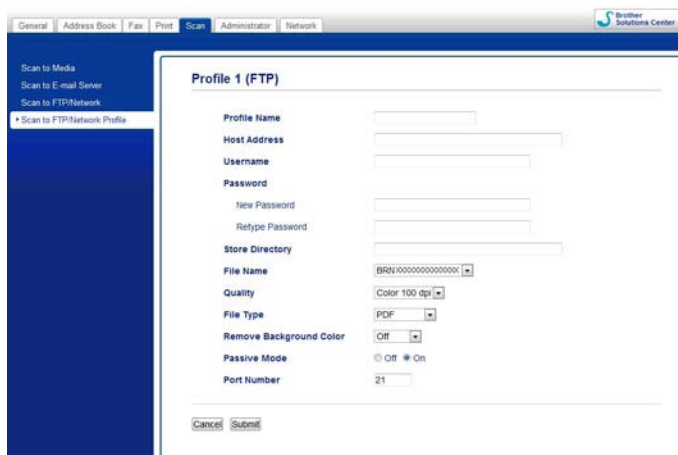 General Address Book Fax Print Scan Administrator Network
Brother
Solutions Center
Scan to Media
Scan to E-mail Server
Scan to FTP/Network
Scan to FTP/Network Profile
Profile 1 (FTP)
Profile Name
Host Address
Username
Password
New Password
Retype Password
Store Directory
File Name BRNXXXXXXXXXXXX
Quality Color 100 dpi
File Type PDF
Remove Background Color Off
Passive Mode Off On
Port Number 21
Cancel Submit